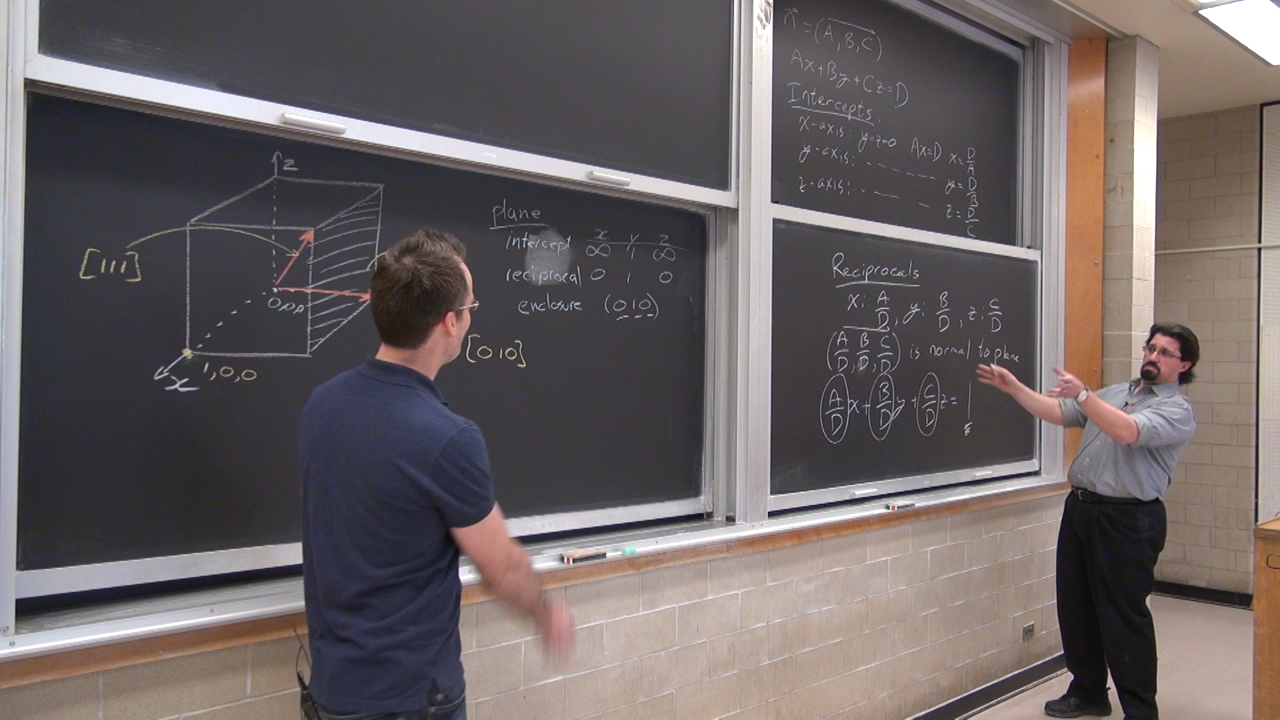 z
[111]
0,0,0
x
1,0,0
plane
x y z
intercept ∞ 1 ∞
reciprocal 0 1 0
enclosure (010)
[010]
n⃗ = (A,B,C)
Ax+By+Cz=D
Intercepts:
x-axis: y=z=0 Ax=D x=D/A
y-axis: ... --- y=D/B
z-axis: ... --- z=D/C
Reciprocals
x: A/D, y: B/D, z: C/D
(A/D, B/D, C/D) is normal to plane
A/D x + B/D y + C/D z = 1